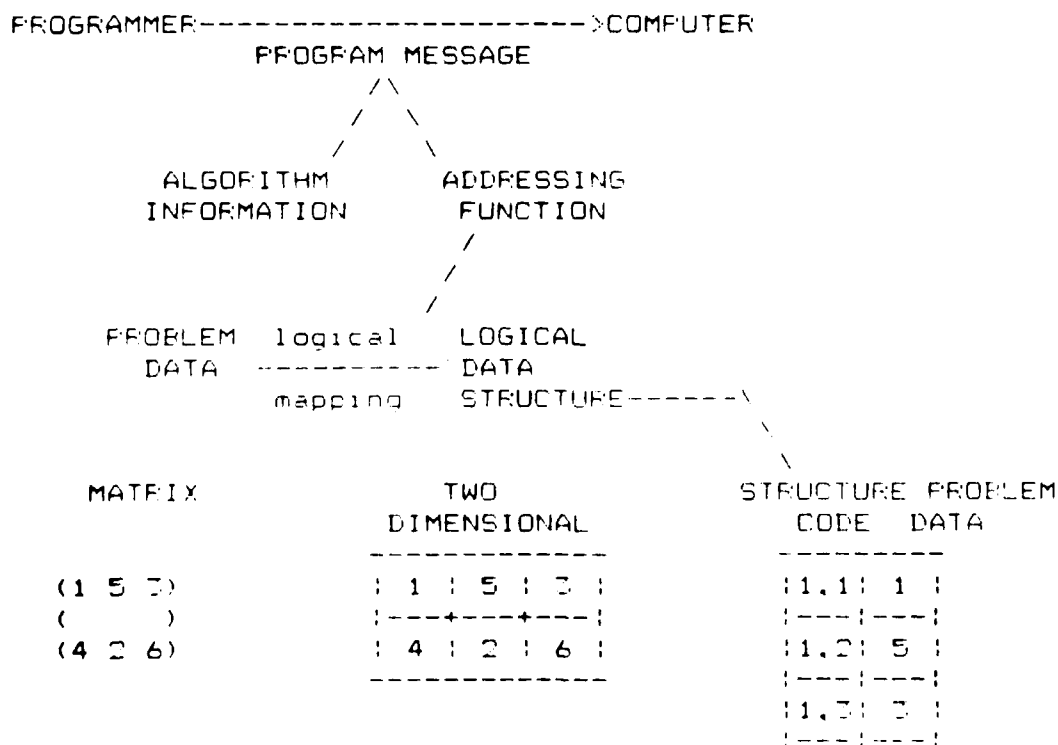 PROGRAMMER---------------------->COMPUTER
PROGRAM MESSAGE
/\
/ \
/ \
ALGORITHM ADDRESSING
INFORMATION FUNCTION
/
/
/
PROBLEM logical LOGICAL
DATA ---------- DATA
mapping STRUCTURE------\
\
\
MATRIX TWO STRUCTURE PROBLEM
DIMENSIONAL CODE DATA
------------- ---------
(1 5 3) | 1 | 5 | 3 | |1,1| 1 |
( ) |---+---+---| |---|---|
(4 2 6) | 4 | 2 | 6 | |1,2| 5 |
------------- |---|---|
|1,3| 3 |
|---|---|